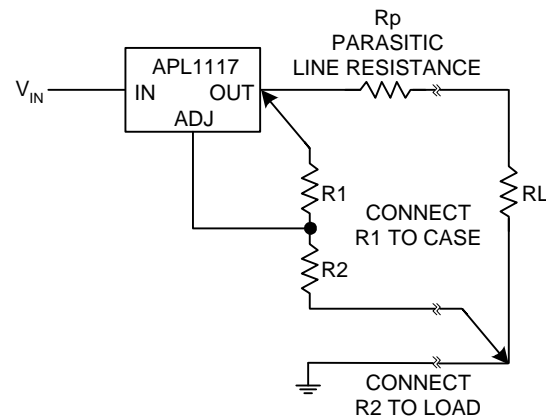 Rp
PARASITIC
LINE RESISTANCE
APL1117
VIN
IN
OUT
ADJ
R1
RL
CONNECT
R1 TO CASE
R2
CONNECT
R2 TO LOAD